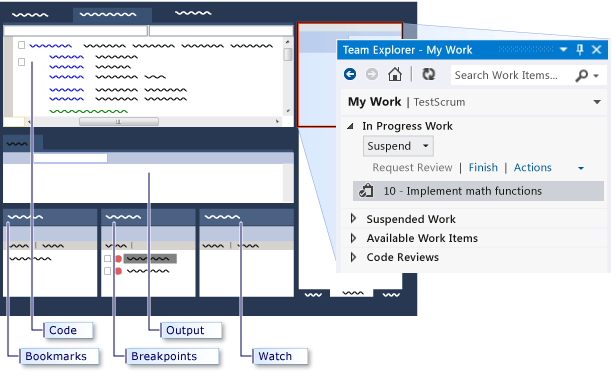 Team Explorer - My Work
Search Work Items...
My Work | TestScrum
In Progress Work
Suspend
Request Review | Finish | Actions
10 - Implement math functions
Suspended Work
Available Work Items
Code Reviews
Code
Output
Bookmarks
Breakpoints
Watch